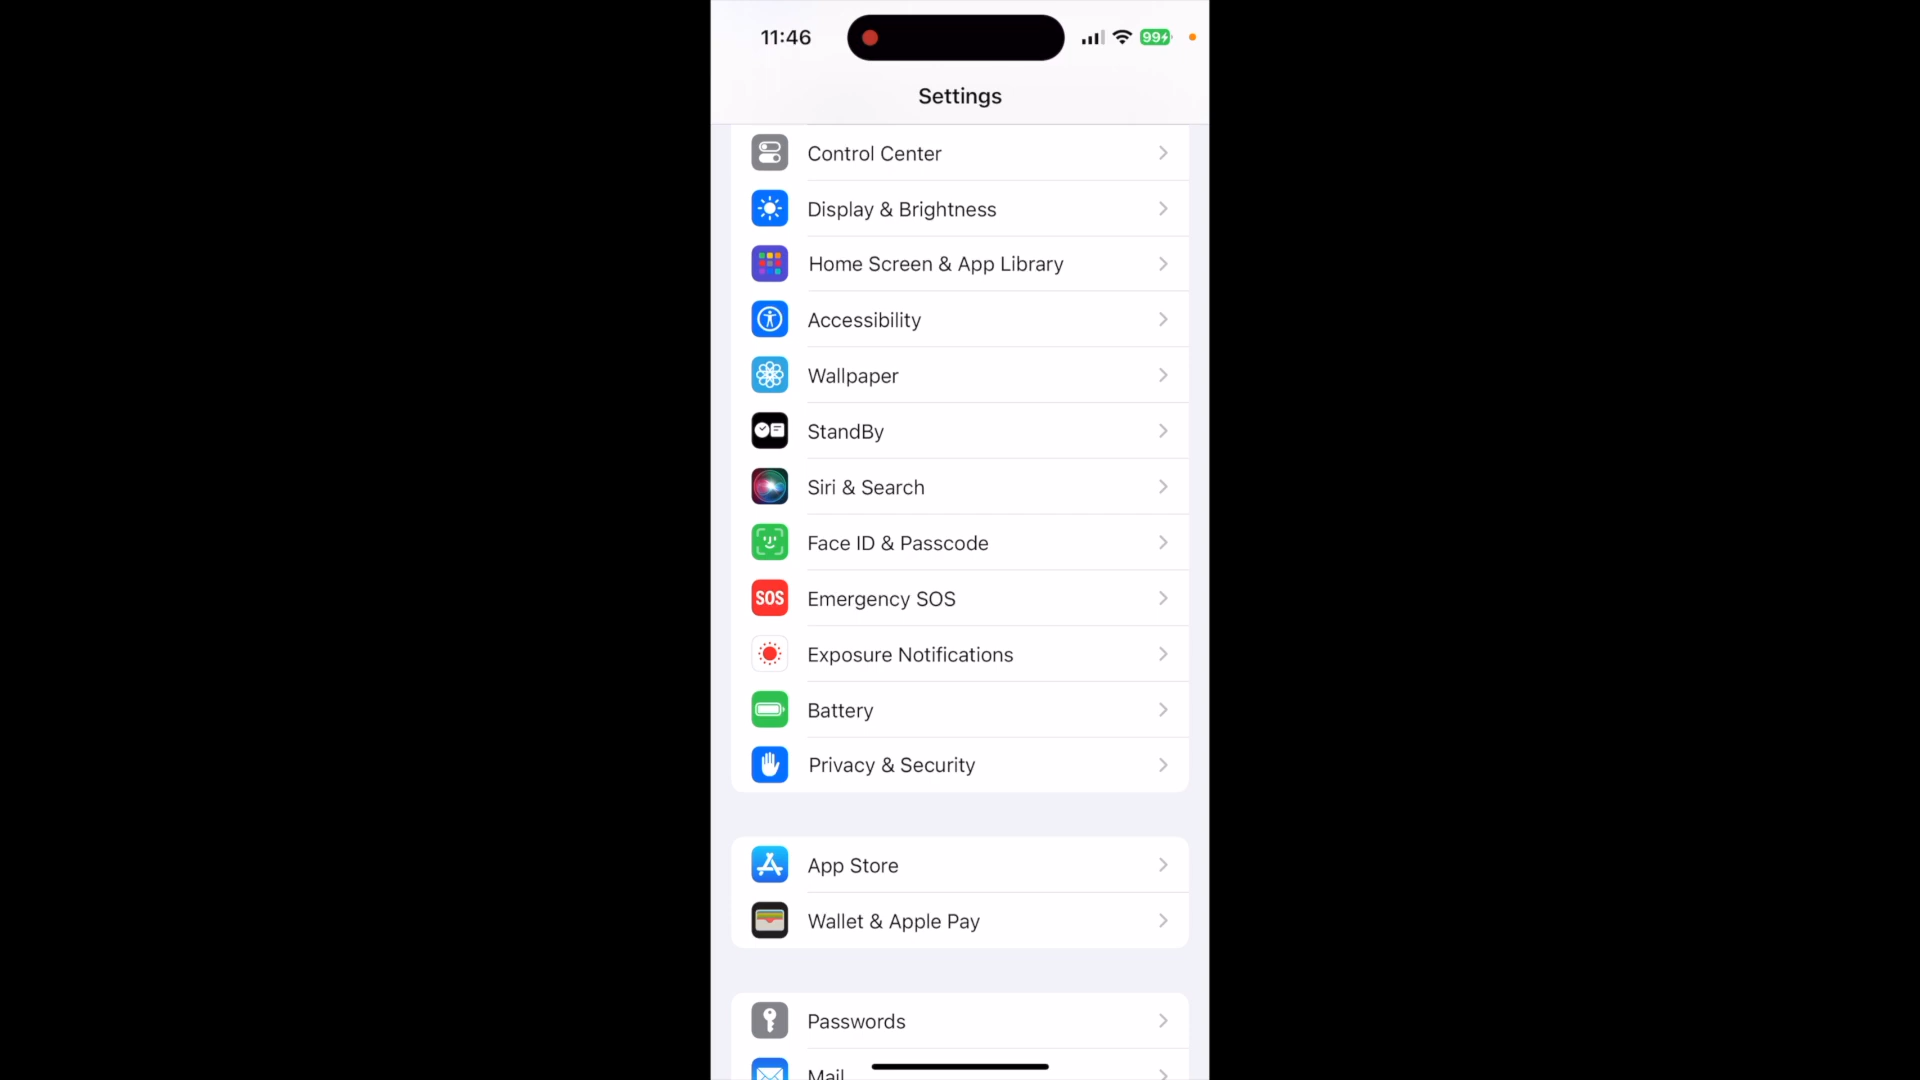 11:46
99
Settings
Control Center
Display & Brightness
Home Screen & App Library
Accessibility
Wallpaper
StandBy
Siri & Search
Face ID & Passcode
SOS Emergency SOS
Exposure Notifications
Battery
Privacy & Security
App Store
Wallet & Apple Pay
Passwords
Mail